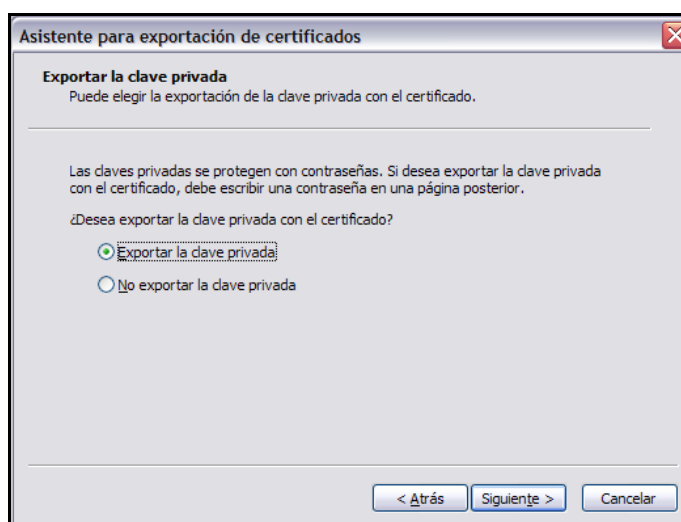 Asistente para exportación de certificados
Exportar la clave privada
Puede elegir la exportación de la clave privada con el certificado.
Las claves privadas se protegen con contraseñas. Si desea exportar la clave privada
con el certificado, debe escribir una contraseña en una página posterior.
¿Desea exportar la clave privada con el certificado?
Exportar la clave privada
No exportar la clave privada
< Atrás Siguiente > Cancelar